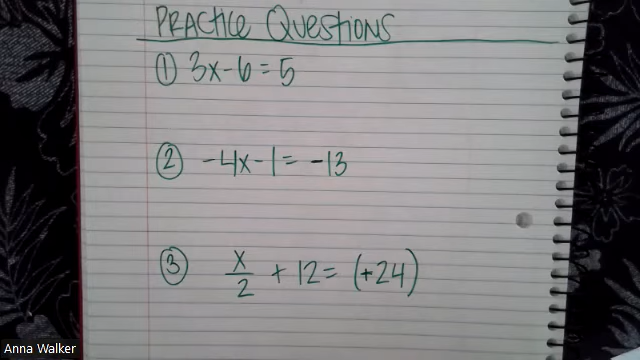 PRACTICE QUESTIONS
① 3x-6=5
② -4x-1=-13
③ x/2 + 12 = (+24)
Anna Walker